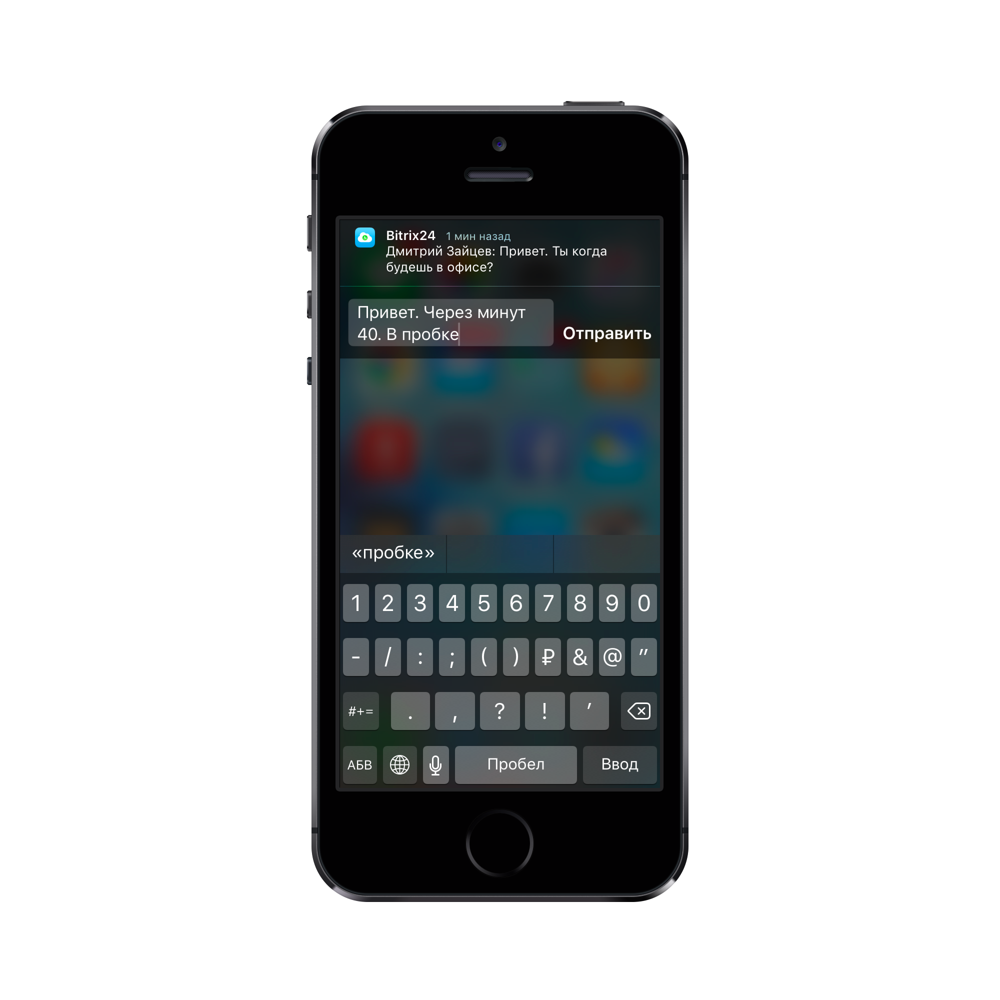 Bitrix24 1 мин назад
Дмитрий Зайцев: Привет. Ты когда
будешь в офисе?
Привет. Через минут
40. В пробке
Отправить
«пробке»
1 2 3 4 5 6 7 8 9 0
- / : ; ( ) ₽ & @ "
#+= . , ? ! '
АБВ Пробел Ввод